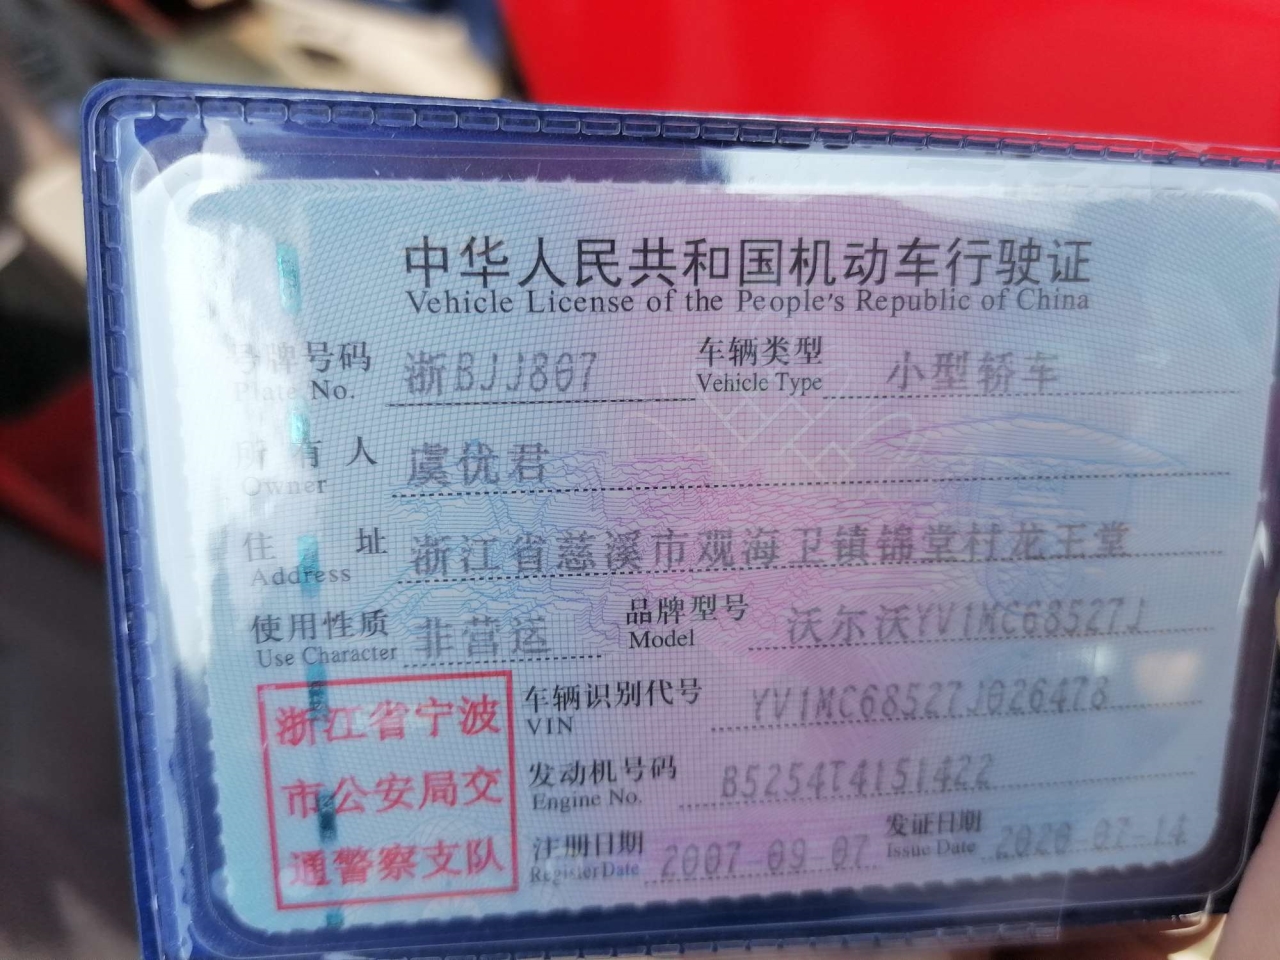 中华人民共和国机动车行驶证
Vehicle License of the People's Republic of China
号牌号码 浙BJJ807 车辆类型 小型轿车
Plate No. Vehicle Type
所有人 虞优君
Owner
住址 浙江省慈溪市观海卫镇锦堂村龙王堂
Address
使用性质 非营运 品牌型号 沃尔沃YV1MC68527J
Use Character Model
浙江省宁波
市公安局交
通警察支队
车辆识别代号 YV1MC68527J026478
VIN
发动机号码 B5254T4151422
Engine No.
注册日期 2007-09-07 发证日期 2020-07-14
Register Date Issue Date